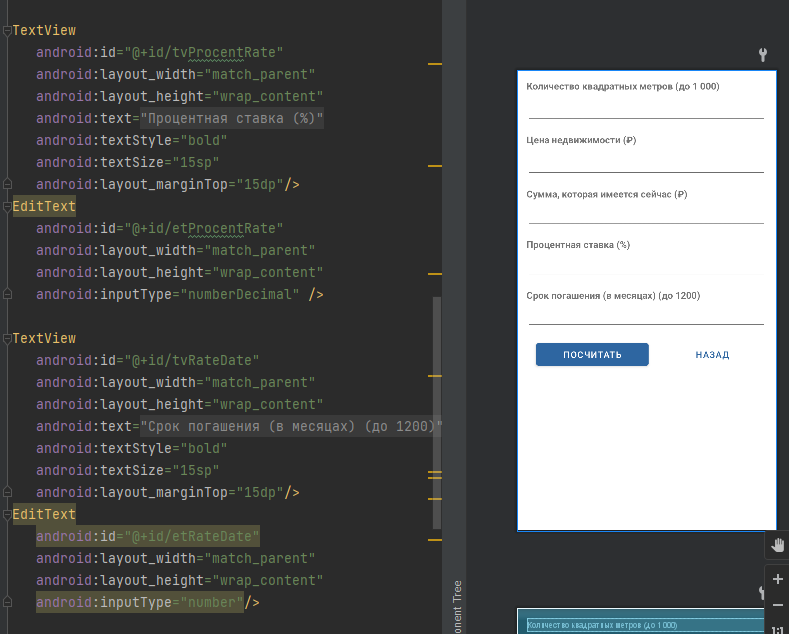 TextView
android:id="@+id/tvProcentRate"
android:layout_width="match_parent"
android:layout_height="wrap_content"
android:text="Процентная ставка (%)"
android:textStyle="bold"
android:textSize="15sp"
android:layout_marginTop="15dp"/>
EditText
android:id="@+id/etProcentRate"
android:layout_width="match_parent"
android:layout_height="wrap_content"
android:inputType="numberDecimal" />
TextView
android:id="@+id/tvRateDate"
android:layout_width="match_parent"
android:layout_height="wrap_content"
android:text="Срок погашения (в месяцах) (до 1200)"
android:textStyle="bold"
android:textSize="15sp"
android:layout_marginTop="15dp"/>
EditText
android:id="@+id/etRateDate"
android:layout_width="match_parent"
android:layout_height="wrap_content"
android:inputType="number"/>
onent Tree
Количество квадратных метров (до 1 000)
Цена недвижимости (₽)
Сумма, которая имеется сейчас (₽)
Процентная ставка (%)
Срок погашения (в месяцах) (до 1200)
ПОСЧИТАТЬ НАЗАД
Количество квадратных метров (до 1 000)
1:1